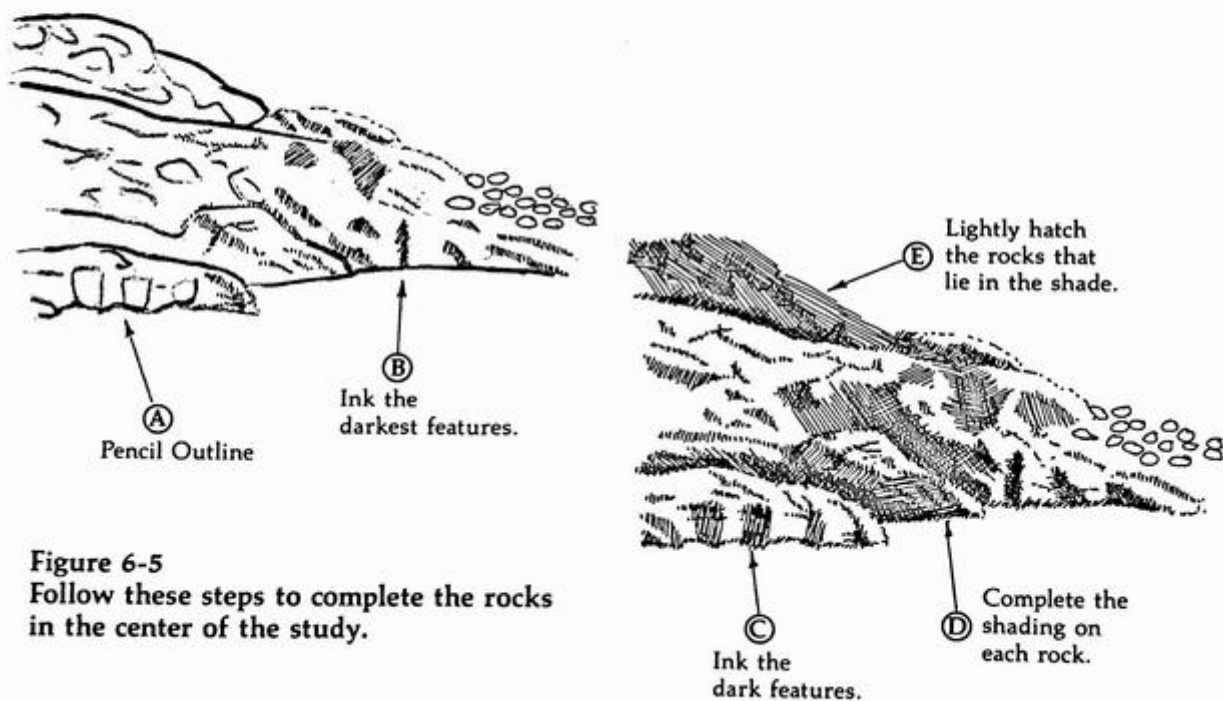 Ⓐ
Pencil Outline
Ⓑ
Ink the
darkest features.
Figure 6-5
Follow these steps to complete the rocks
in the center of the study.
Ⓔ
Lightly hatch
the rocks that
lie in the shade.
Ⓒ
Ink the
dark features.
Ⓓ
Complete the
shading on
each rock.